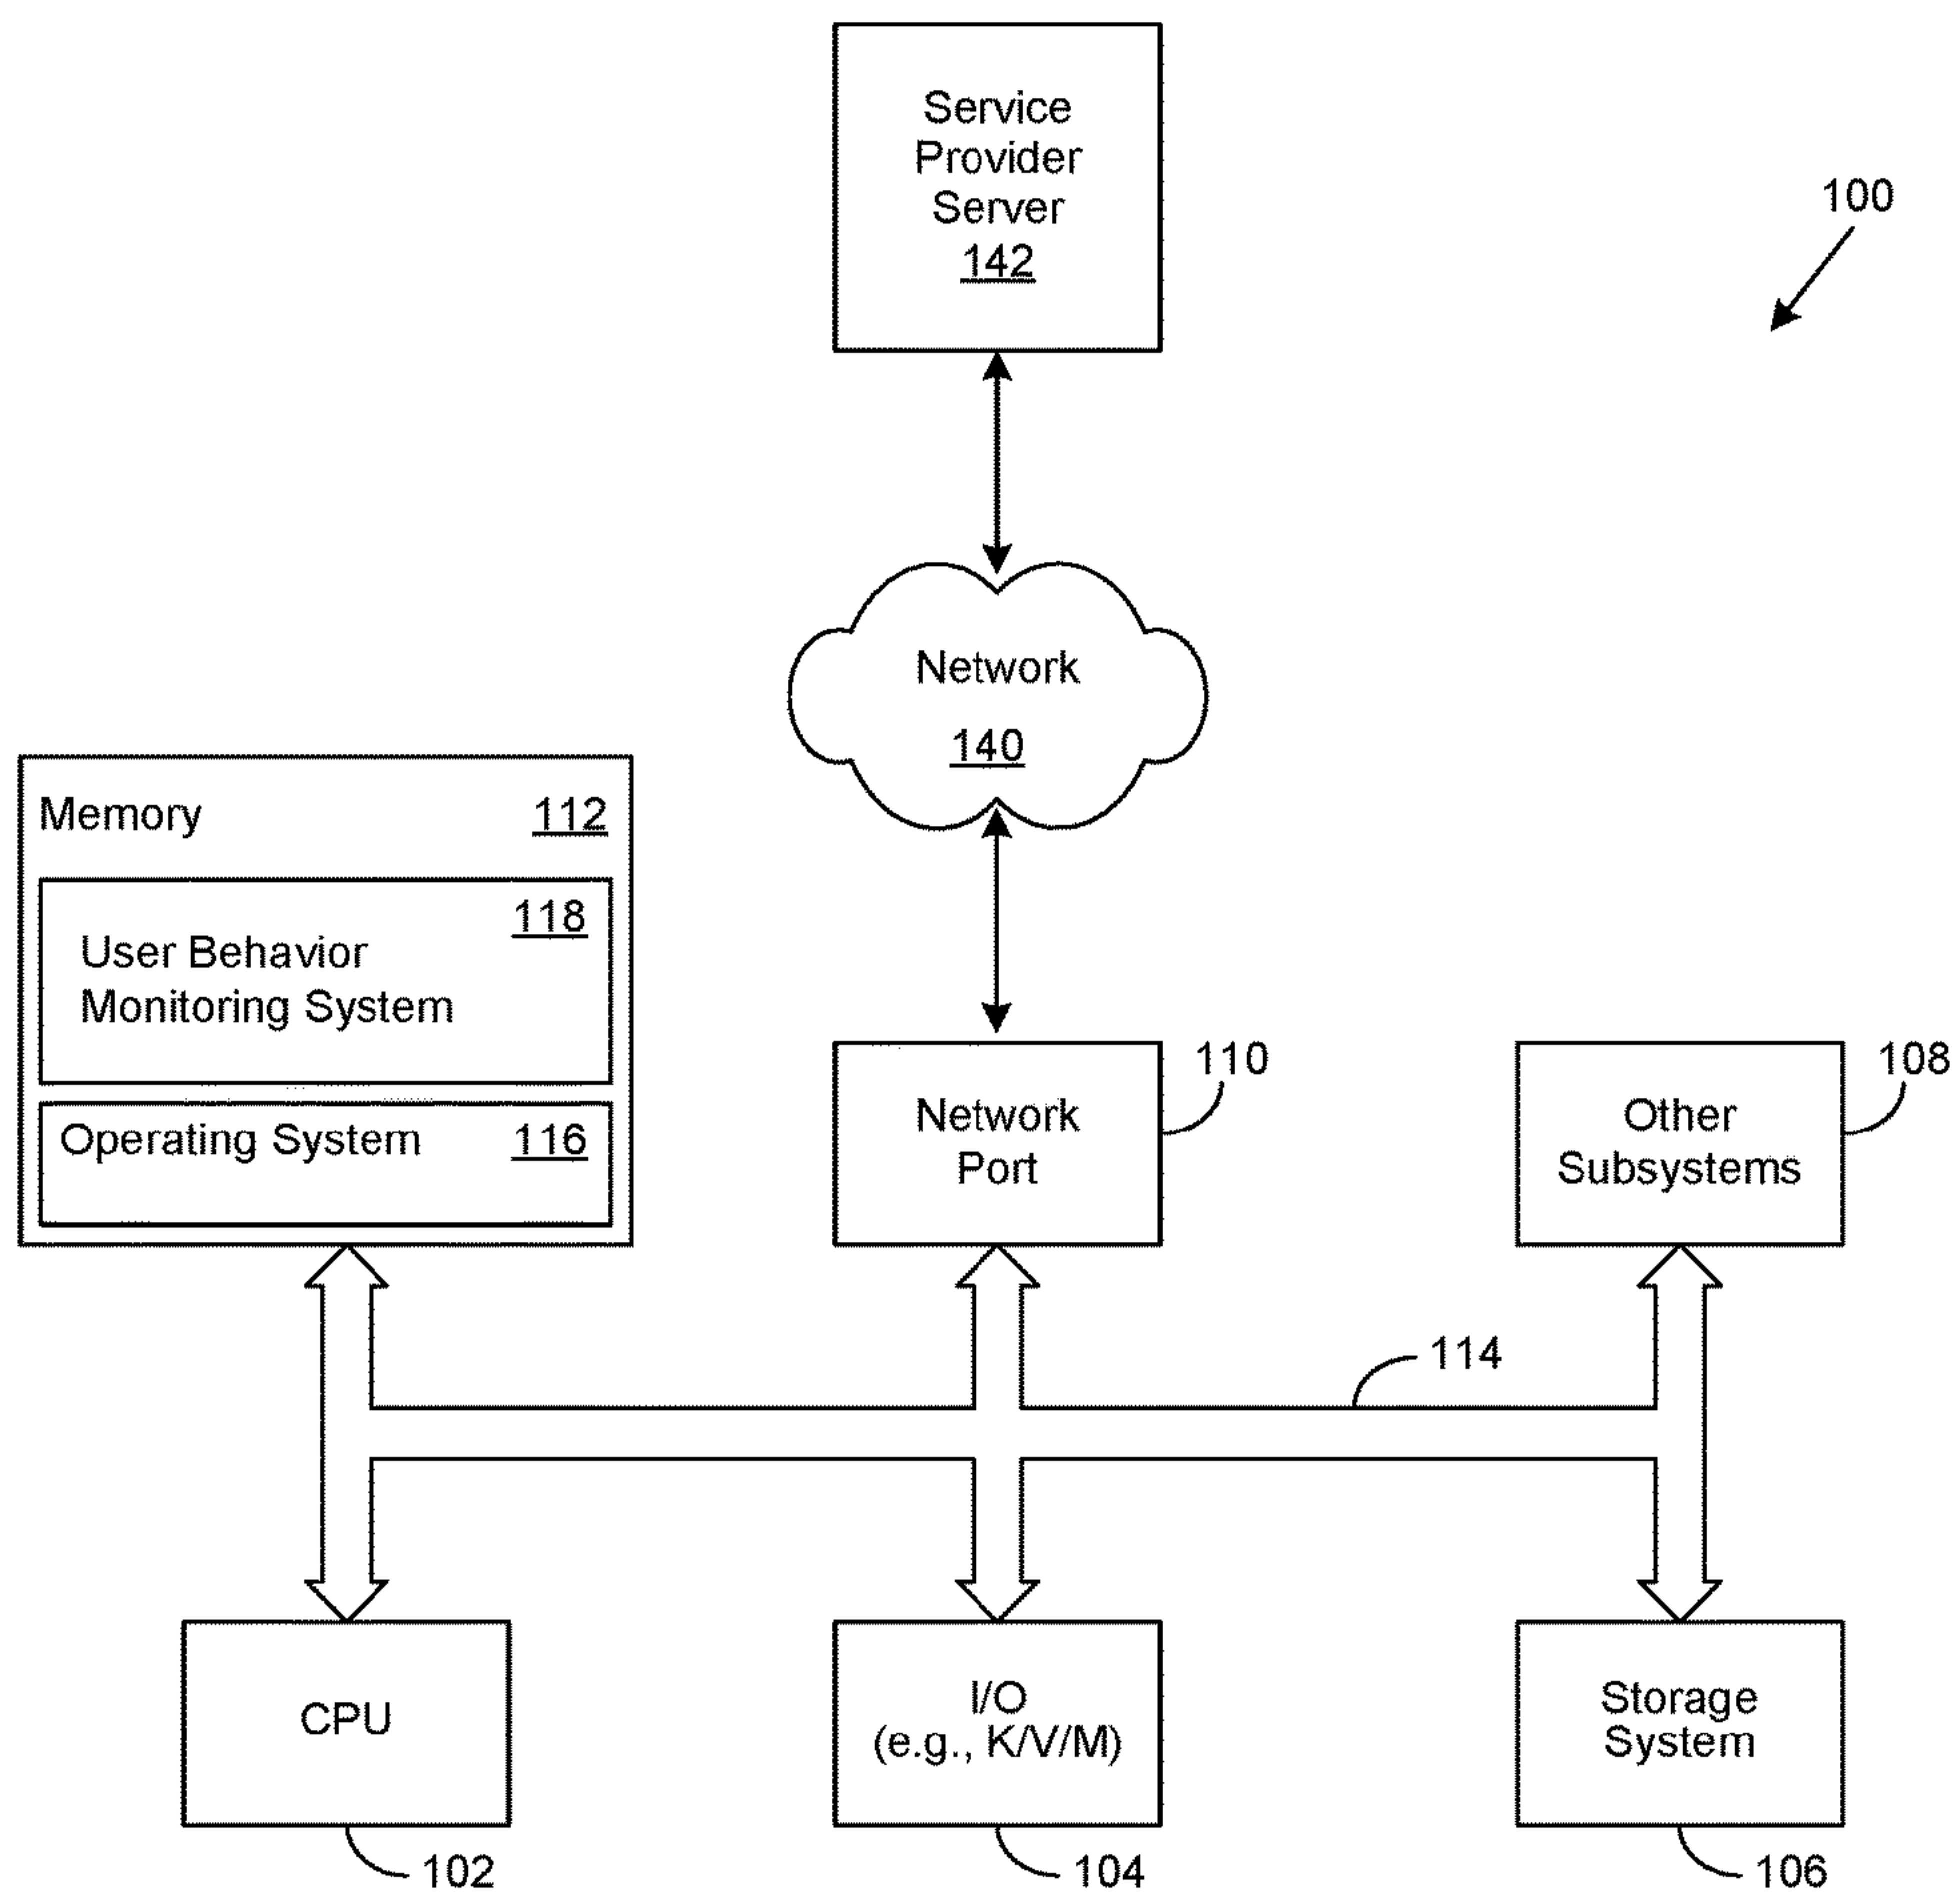 Service
Provider
Server
142
100
Network
140
Memory 112
118
User Behavior
Monitoring System
Operating System 116
Network
Port
110
Other
Subsystems
108
114
CPU
102
I/O
(e.g., K/V/M)
104
Storage
System
106